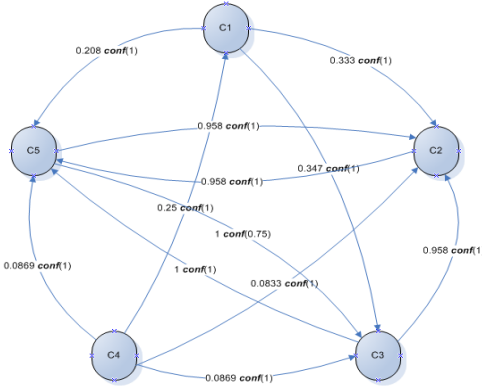 C1
0.208 conf(1)
0.333 conf(1)
0.958 conf(1)
C5
C2
0.347 conf(1)
0.958 conf(1)
0.25 conf(1)
1 conf(0.75)
0.958 conf(1
0.0869 conf(1)
1 conf(1)
0.0833 conf(1)
C4
C3
0.0869 conf(1)